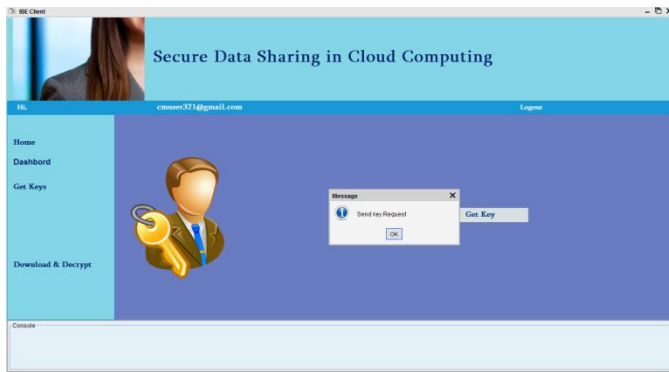 IBE Client
Secure Data Sharing in Cloud Computing
Hi, cmuser321@gmail.com Logout
Home
Dashbord
Get Keys
Download & Decrypt
Message
Send key Request
OK
Get Key
Console